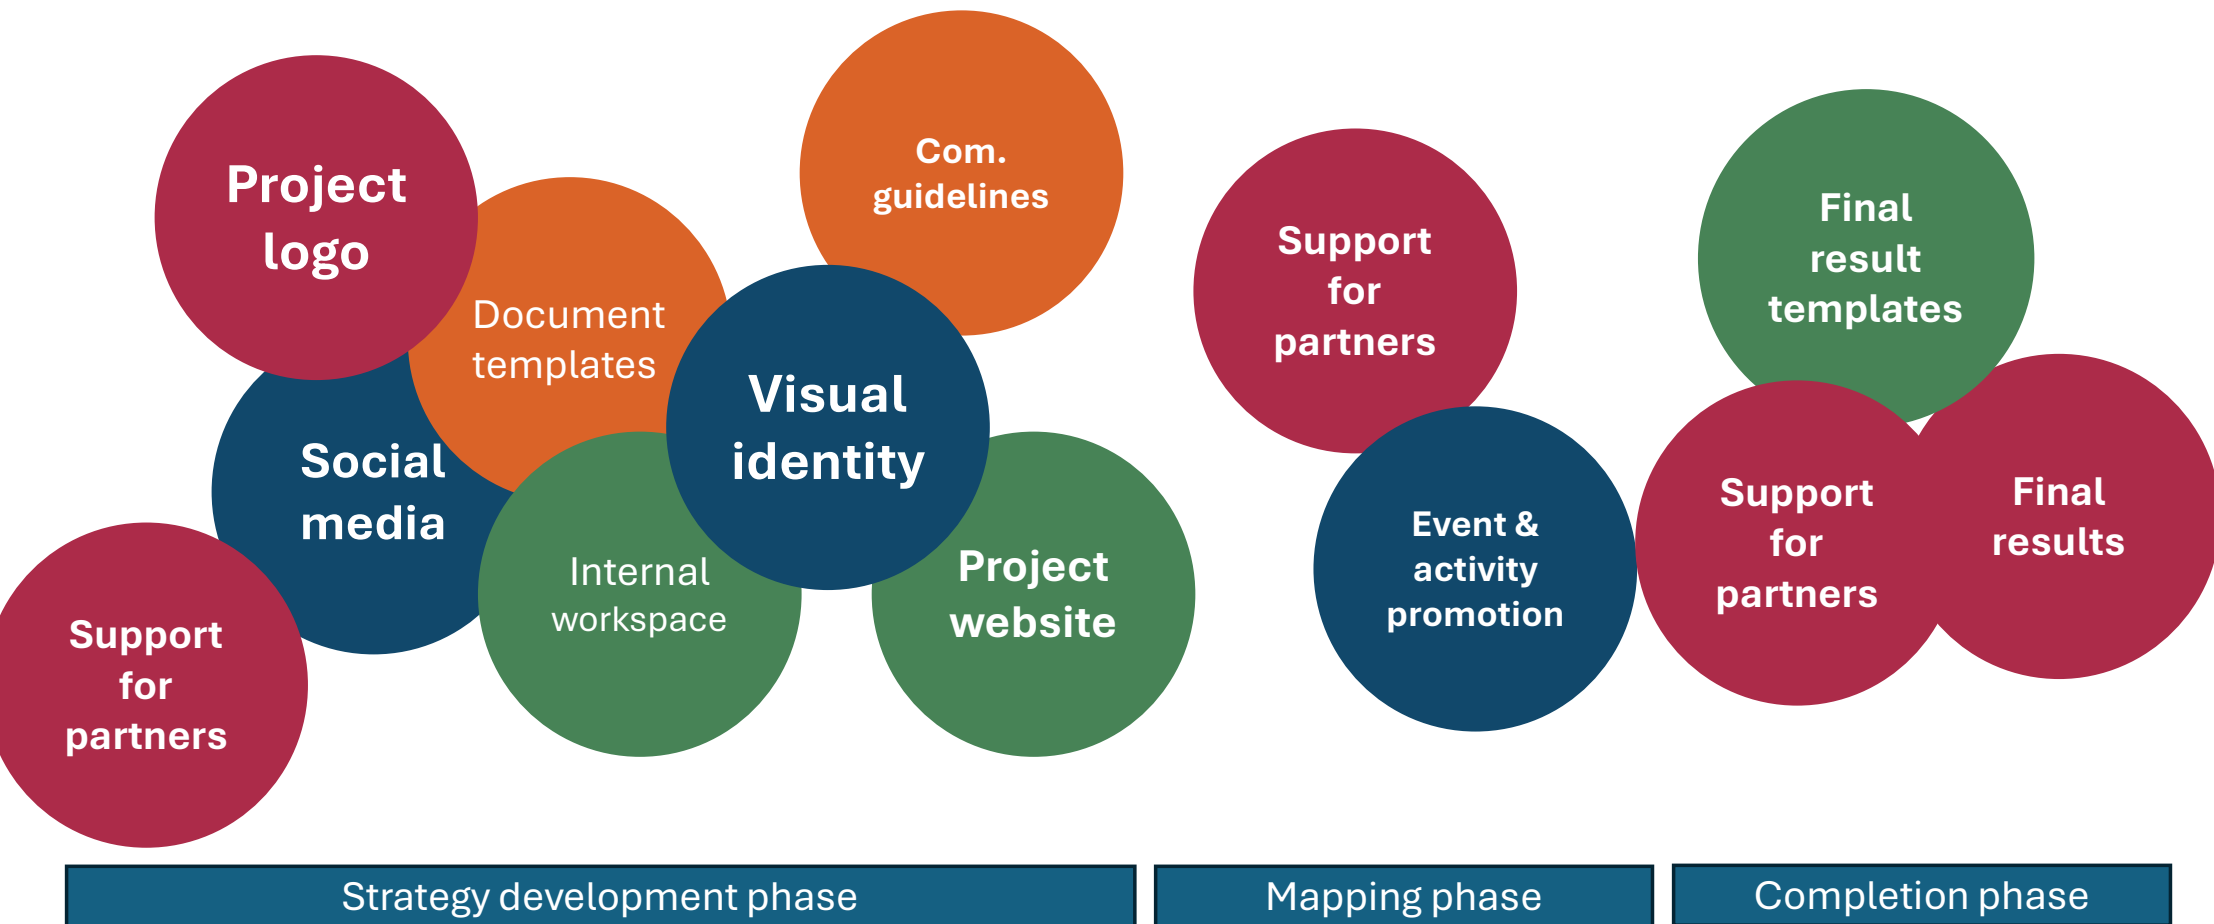 Project
logo
Document
templates
Com.
guidelines
Visual
identity
Social
media
Internal
workspace
Project
website
Support
for
partners
Support
for
partners
Event &
activity
promotion
Final
result
templates
Support
for
partners
Final
results
Strategy development phase
Mapping phase
Completion phase